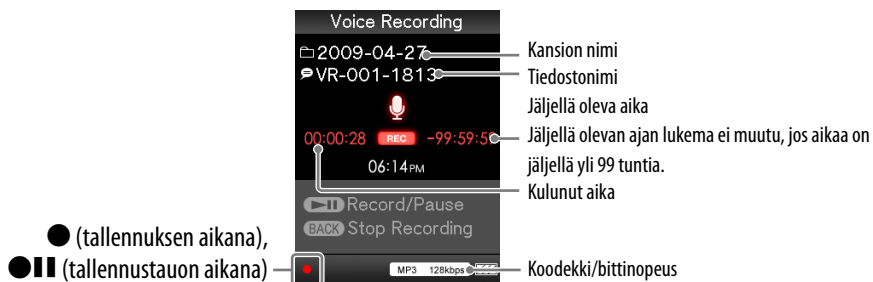 Voice Recording
2009-04-27
VR-001-1813
00:00:28 REC -99:59:59
06:14PM
Record/Pause
BACK Stop Recording
MP3 128kbps
Kansion nimi
Tiedostonimi
Jäljellä oleva aika
Jäljellä olevan ajan lukema ei muutu, jos aikaa on
jäljellä yli 99 tuntia.
Kulunut aika
(tallennuksen aikana),
(tallennustauon aikana)
Koodekki/bittinopeus